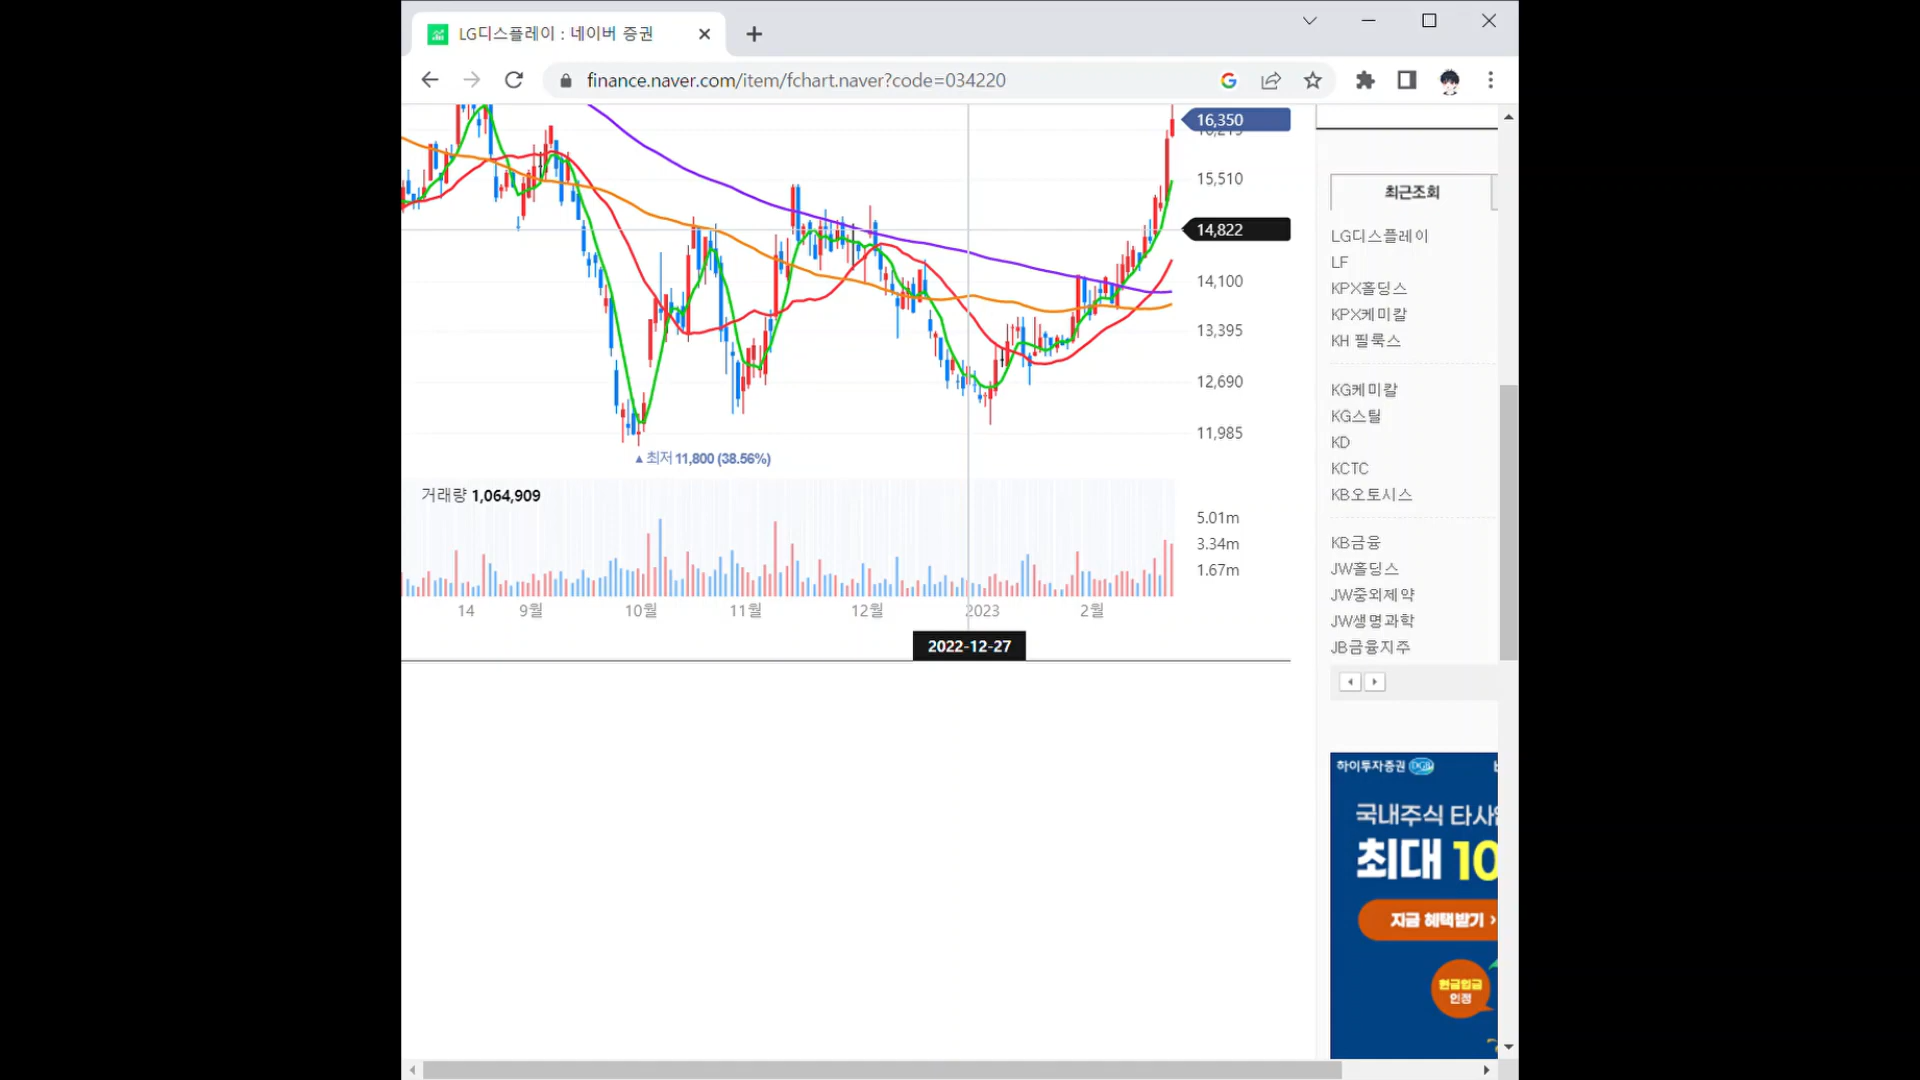 LG디스플레이 : 네이버 증권
finance.naver.com/item/fchart.naver?code=034220
16,350
15,510
14,822
14,100
13,395
12,690
11,985
▲최저 11,800 (38.56%)
거래량 1,064,909
5.01m
3.34m
1.67m
14 9월 10월 11월 12월 2023 2월
2022-12-27
최근조회
LG디스플레이
LF
KPX홀딩스
KPX케미칼
KH 필룩스
KG케미칼
KG스틸
KD
KCTC
KB오토시스
KB금융
JW홀딩스
JW중외제약
JW생명과학
JB금융지주
하이투자증권 DGB
국내주식 타사
최대 10
지금 혜택받기 ›
현금입금
인정